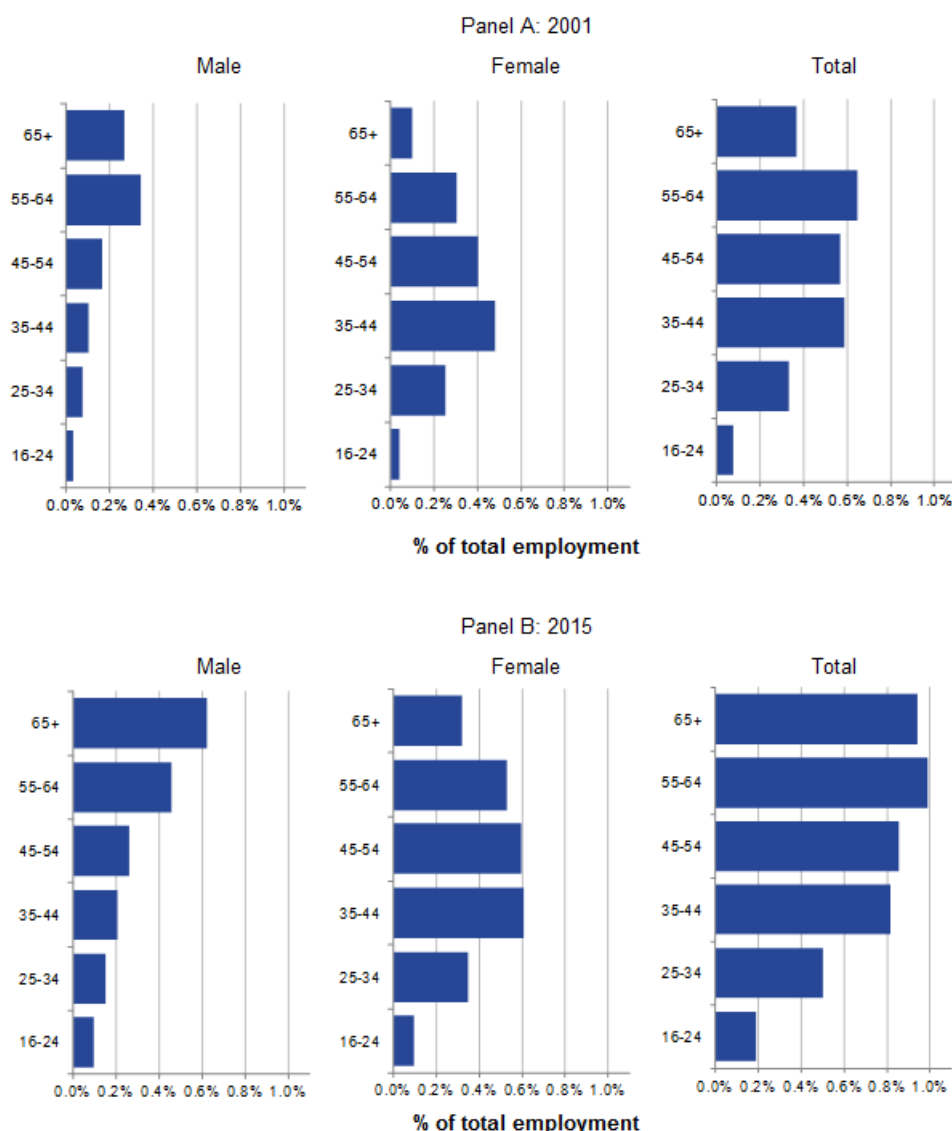 Panel A: 2001
Male Female Total
65+ 65+ 65+
55-64 55-64 55-64
45-54 45-54 45-54
35-44 35-44 35-44
25-34 25-34 25-34
16-24 16-24 16-24
0.0% 0.2% 0.4% 0.6% 0.8% 1.0% 0.0% 0.2% 0.4% 0.6% 0.8% 1.0% 0.0% 0.2% 0.4% 0.6% 0.8% 1.0%
% of total employment
Panel B: 2015
Male Female Total
65+ 65+ 65+
55-64 55-64 55-64
45-54 45-54 45-54
35-44 35-44 35-44
25-34 25-34 25-34
16-24 16-24 16-24
0.0% 0.2% 0.4% 0.6% 0.8% 1.0% 0.0% 0.2% 0.4% 0.6% 0.8% 1.0% 0.0% 0.2% 0.4% 0.6% 0.8% 1.0%
% of total employment